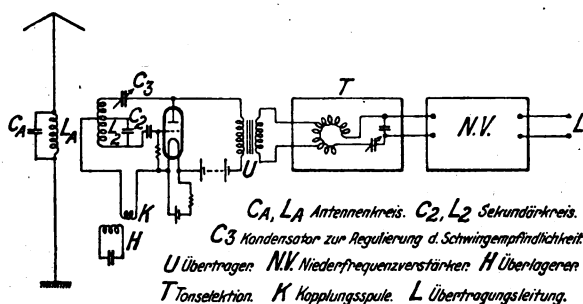 C3 T
CA LA L2 C2 U N.V. L
K
H
CA, LA Antennenkreis. C2, L2 Sekundärkreis.
C3 Kondensator zur Regulierung d. Schwingempfindlichkeit.
U Übertrager. N.V. Niederfrequenzverstärker. H Überlagerer.
T Tonselektion. K Kopplungsspule. L Übertragungsleitung.